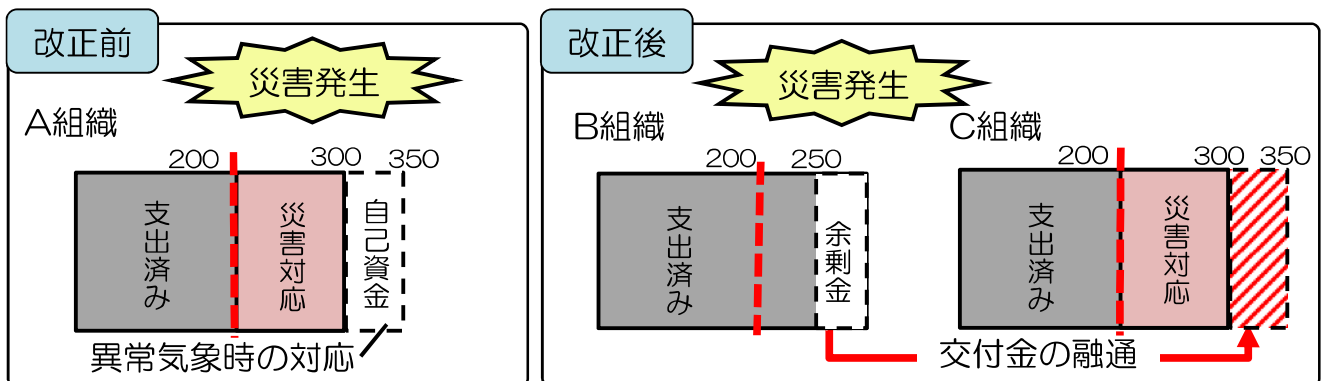 改正前
災害発生
A組織
200
300
350
支出済み
災害対応
自己資金
異常気象時の対応
改正後
災害発生
B組織
200
250
支出済み
余剰金
C組織
200
300
350
支出済み
災害対応
交付金の融通